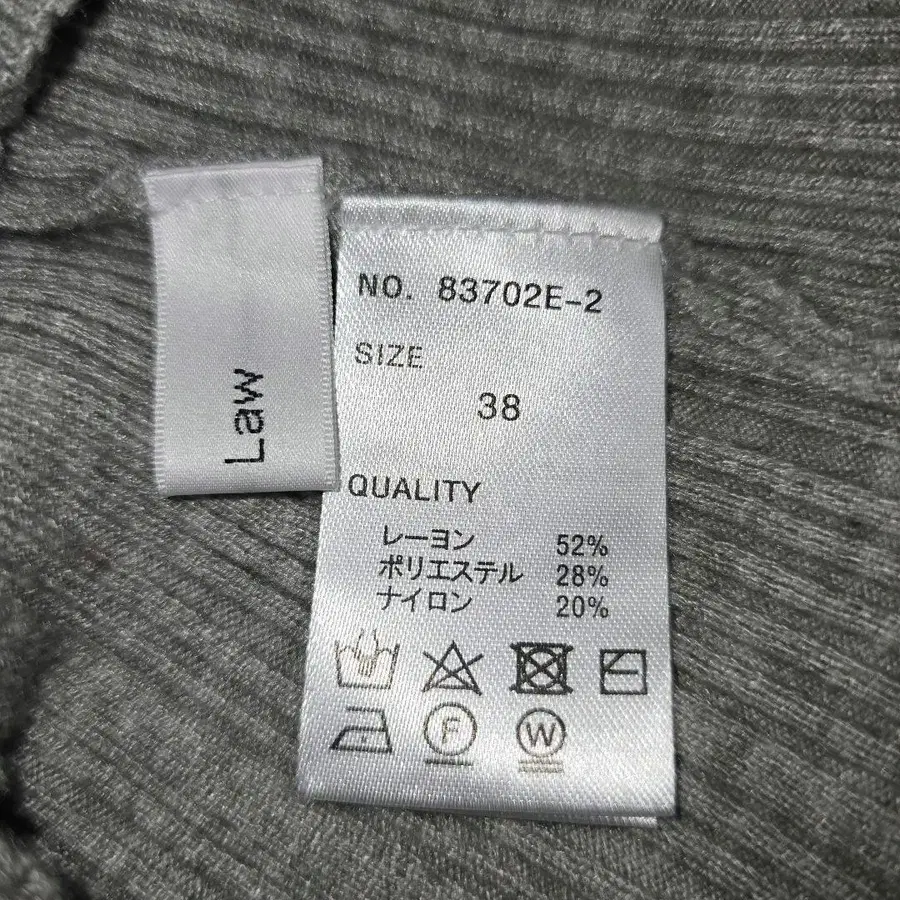 Law
NO. 83702E-2
SIZE
38
QUALITY
レーヨン 52%
ポリエステル 28%
ナイロン 20%
F W